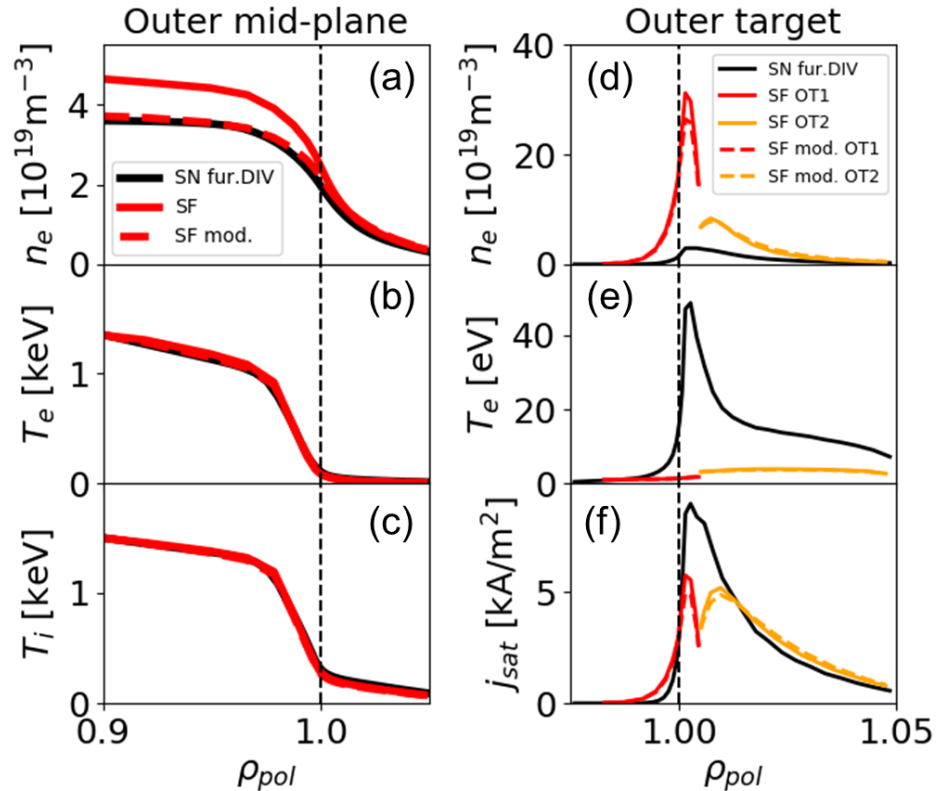 Outer mid-plane
Outer target
n_e [10^19 m^−3]
4
2
0
(a)
SN fur.DIV
SF
SF mod.
T_e [keV]
1
0
(b)
T_i [keV]
1
0
(c)
0.9
1.0
ρ_pol
n_e [10^19 m^−3]
40
20
0
(d)
SN fur.DIV
SF OT1
SF OT2
SF mod. OT1
SF mod. OT2
T_e [eV]
40
20
0
(e)
j_sat [kA/m^2]
5
0
(f)
1.00
1.05
ρ_pol